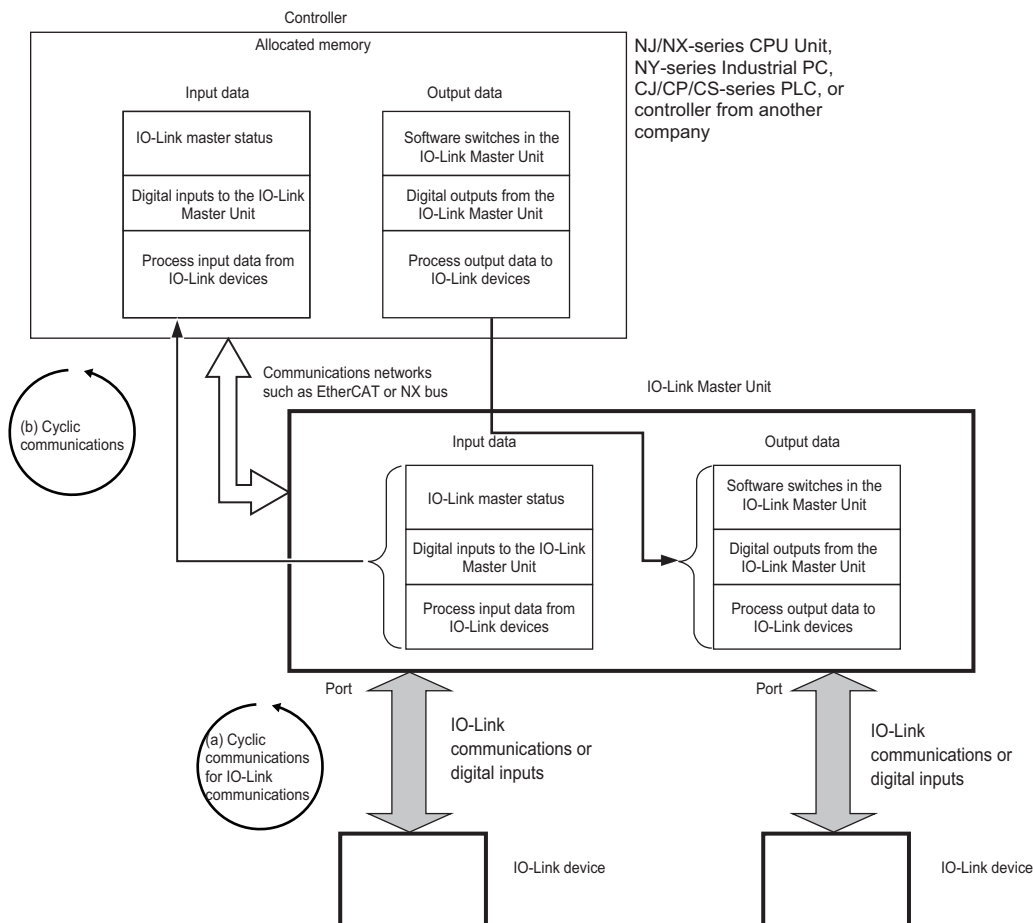 Controller
Allocated memory
NJ/NX-series CPU Unit,
NY-series Industrial PC,
CJ/CP/CS-series PLC, or
controller from another
company
Input data
Output data
IO-Link master status
Software switches in the
IO-Link Master Unit
Digital inputs to the IO-Link
Master Unit
Digital outputs from the
IO-Link Master Unit
Process input data from
IO-Link devices
Process output data to
IO-Link devices
Communications networks
such as EtherCAT or NX bus
(b) Cyclic
communications
IO-Link Master Unit
Input data
Output data
IO-Link master status
Software switches in the
IO-Link Master Unit
Digital inputs to the IO-Link
Master Unit
Digital outputs from the
IO-Link Master Unit
Process input data from
IO-Link devices
Process output data to
IO-Link devices
Port
Port
(a) Cyclic
communications
for IO-Link
communications
IO-Link
communications or
digital inputs
IO-Link
communications or
digital inputs
IO-Link device
IO-Link device